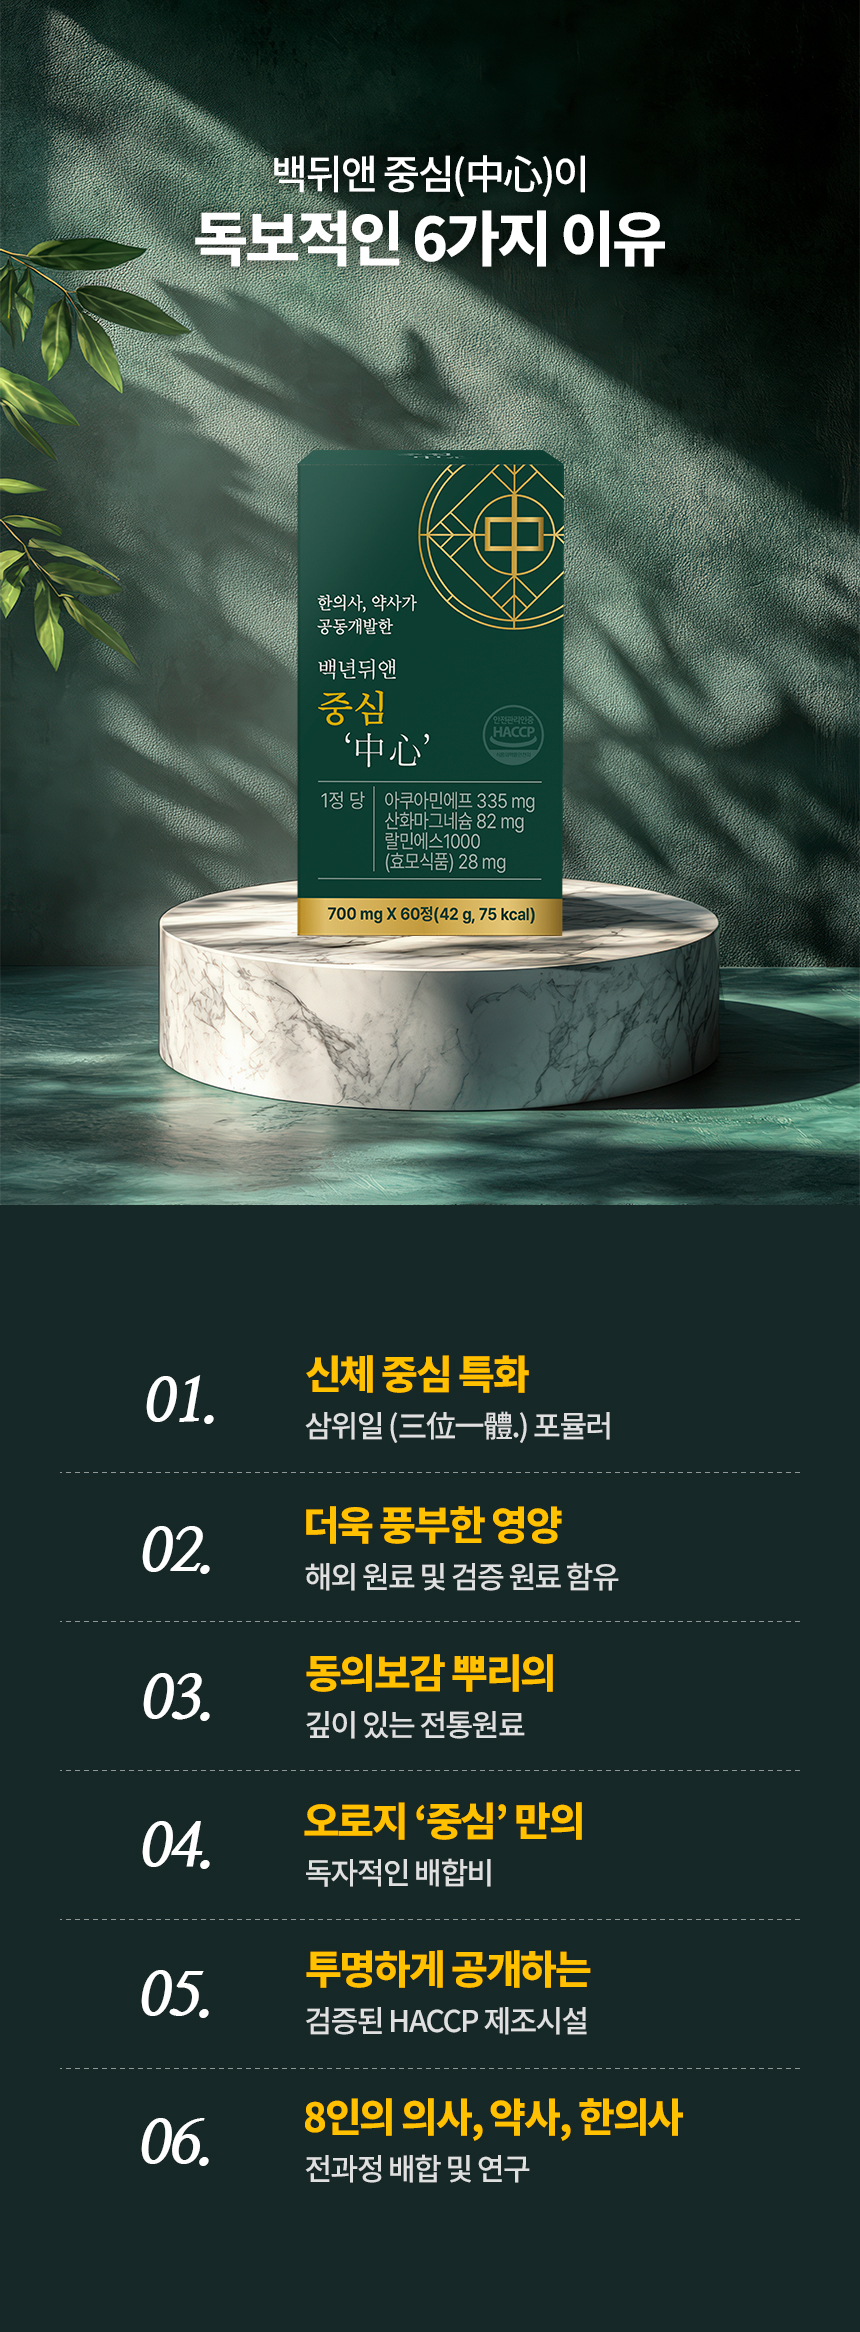 백뒤앤 중심(中心)이
독보적인 6가지 이유
中
한의사, 약사가
공동개발한
백년뒤앤
중심
‘中心’
안전관리인증
HACCP
1정 당
아쿠아민에프 335 mg
산화마그네슘 82 mg
랄민에스1000
(효모식품) 28 mg
700 mg X 60정(42 g, 75 kcal)
01.
신체 중심 특화
삼위일 (三位一體.) 포뮬러
02.
더욱 풍부한 영양
해외 원료 및 검증 원료 함유
03.
동의보감 뿌리의
깊이 있는 전통원료
04.
오로지 ‘중심’ 만의
독자적인 배합비
05.
투명하게 공개하는
검증된 HACCP 제조시설
06.
8인의 의사, 약사, 한의사
전과정 배합 및 연구